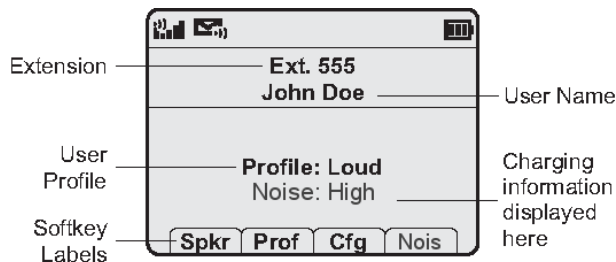 Extension
Ext. 555
John Doe
User Name
User
Profile
Profile: Loud
Noise: High
Charging
information
displayed
here
Softkey
Labels
Spkr
Prof
Cfg
Nois